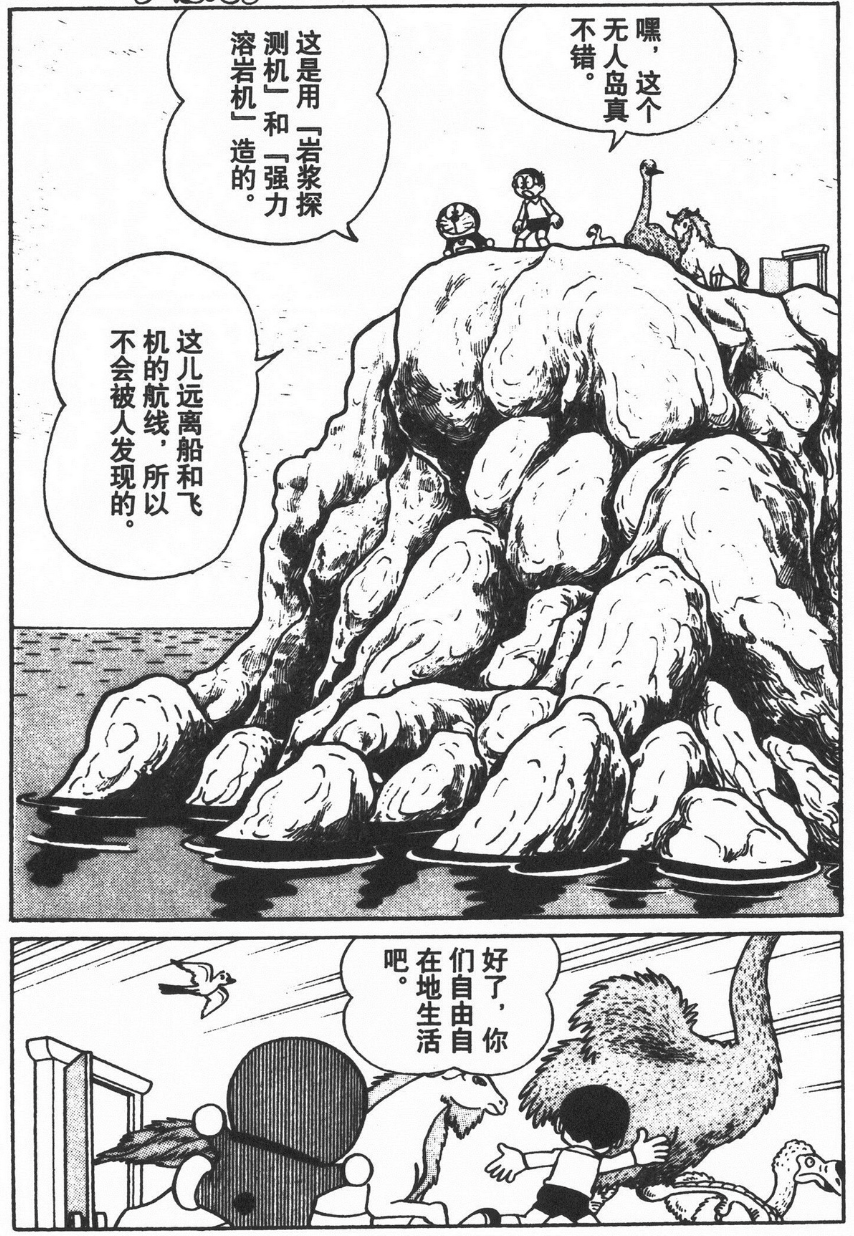 嘿，这个
无人岛真
不错。
这是用『岩浆探
测机』和『强力
溶岩机』造的。
这儿远离船和飞
机的航线，所以
不会被人发现的。
好了，你
们自由自
在地生活
吧。